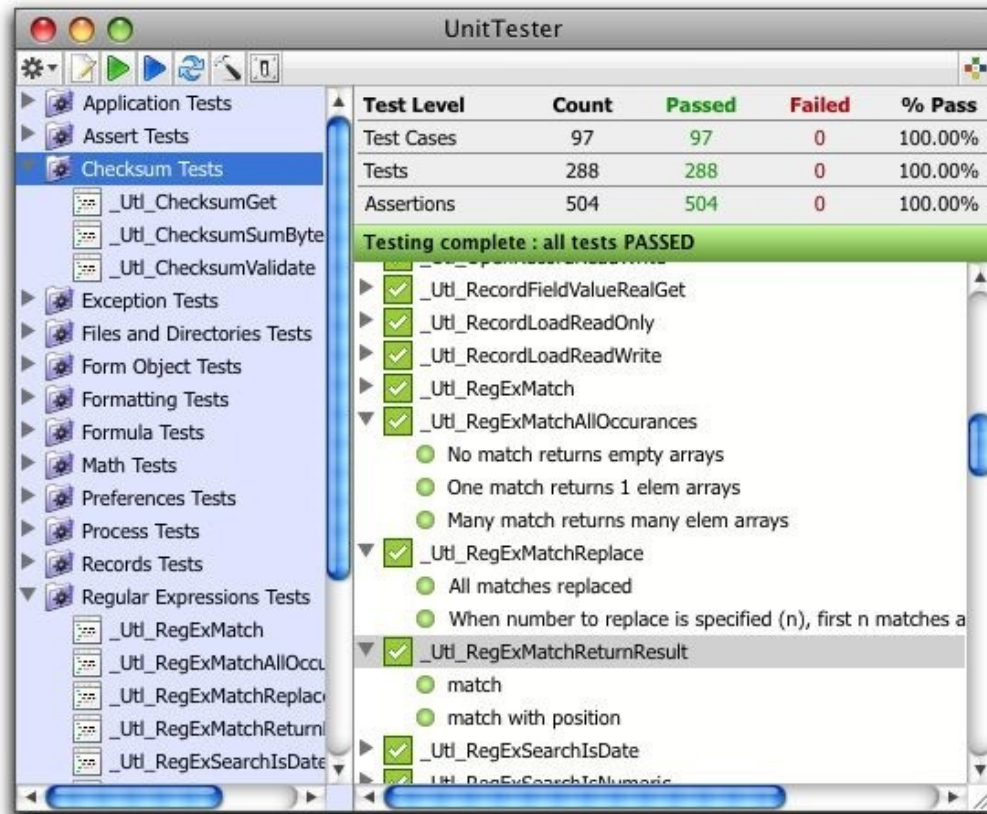 UnitTester
Application Tests
Assert Tests
Checksum Tests
_Utl_ChecksumGet
_Utl_ChecksumSumByte
_Utl_ChecksumValidate
Exception Tests
Files and Directories Tests
Form Object Tests
Formatting Tests
Formula Tests
Math Tests
Preferences Tests
Process Tests
Records Tests
Regular Expressions Tests
_Utl_RegExMatch
_Utl_RegExMatchAllOccu
_Utl_RegExMatchReplac
_Utl_RegExMatchReturn
_Utl_RegExSearchIsDate
Test Level Count Passed Failed % Pass
Test Cases 97 97 0 100.00%
Tests 288 288 0 100.00%
Assertions 504 504 0 100.00%
Testing complete : all tests PASSED
_Utl_RecordFieldValueRealGet
_Utl_RecordLoadReadOnly
_Utl_RecordLoadReadWrite
_Utl_RegExMatch
_Utl_RegExMatchAllOccurances
No match returns empty arrays
One match returns 1 elem arrays
Many match returns many elem arrays
_Utl_RegExMatchReplace
All matches replaced
When number to replace is specified (n), first n matches a
_Utl_RegExMatchReturnResult
match
match with position
_Utl_RegExSearchIsDate
_Utl_RegExSearchIsNumeric